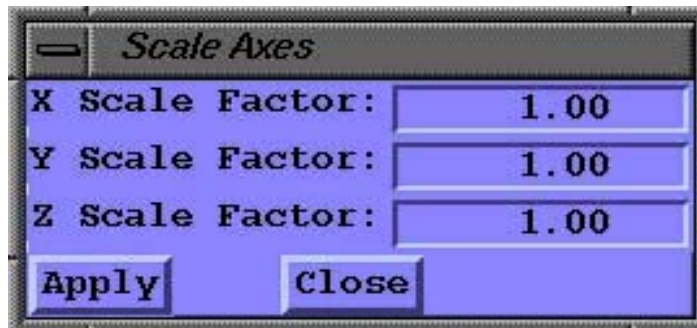 Scale Axes
X Scale Factor: 1.00
Y Scale Factor: 1.00
Z Scale Factor: 1.00
Apply Close